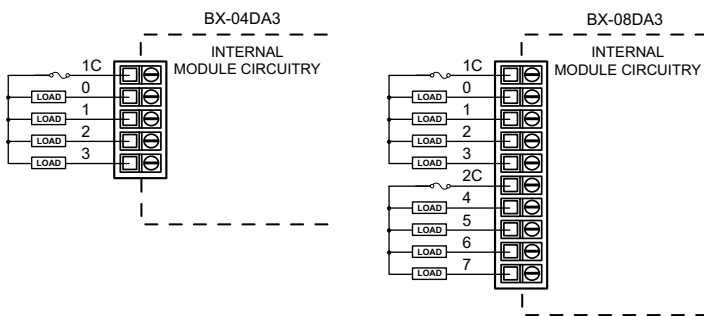 BX-04DA3
INTERNAL
MODULE CIRCUITRY
1C
LOAD 0
LOAD 1
LOAD 2
LOAD 3
BX-08DA3
INTERNAL
MODULE CIRCUITRY
1C
LOAD 0
LOAD 1
LOAD 2
LOAD 3
2C
LOAD 4
LOAD 5
LOAD 6
LOAD 7